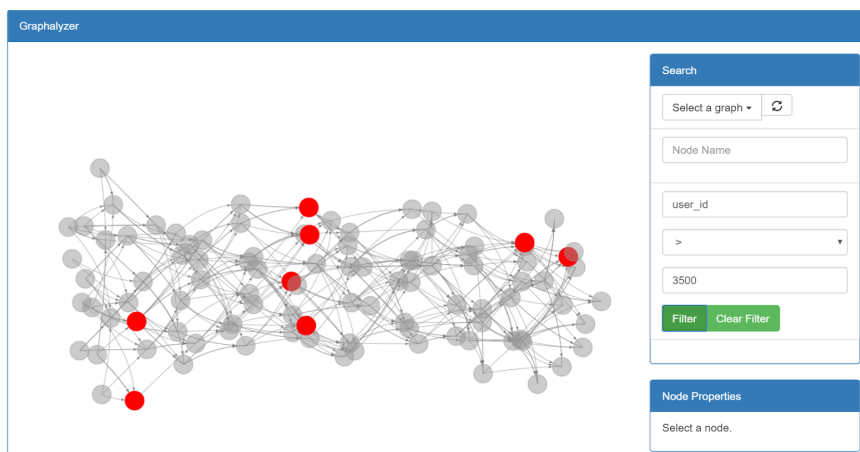 Graphalyzer
Search
Select a graph
Node Name
user_id
>
3500
Filter Clear Filter
Node Properties
Select a node.